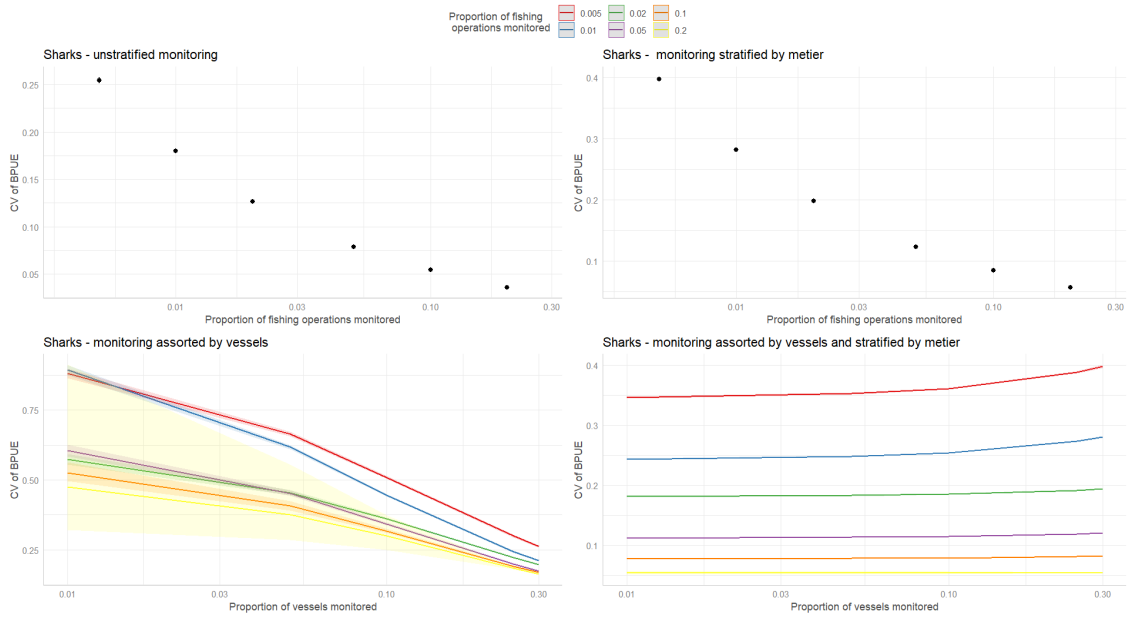 Proportion of fishing
operations monitored
0.005 0.02 0.1
0.01 0.05 0.2
Sharks - unstratified monitoring
CV of BPUE
0.25
0.20
0.15
0.10
0.05
0.01 0.03 0.10 0.30
Proportion of fishing operations monitored
Sharks - monitoring stratified by metier
CV of BPUE
0.4
0.3
0.2
0.1
0.01 0.03 0.10 0.30
Proportion of fishing operations monitored
Sharks - monitoring assorted by vessels
CV of BPUE
0.75
0.50
0.25
0.01 0.03 0.10 0.30
Proportion of vessels monitored
Sharks - monitoring assorted by vessels and stratified by metier
CV of BPUE
0.4
0.3
0.2
0.1
0.01 0.03 0.10 0.30
Proportion of vessels monitored